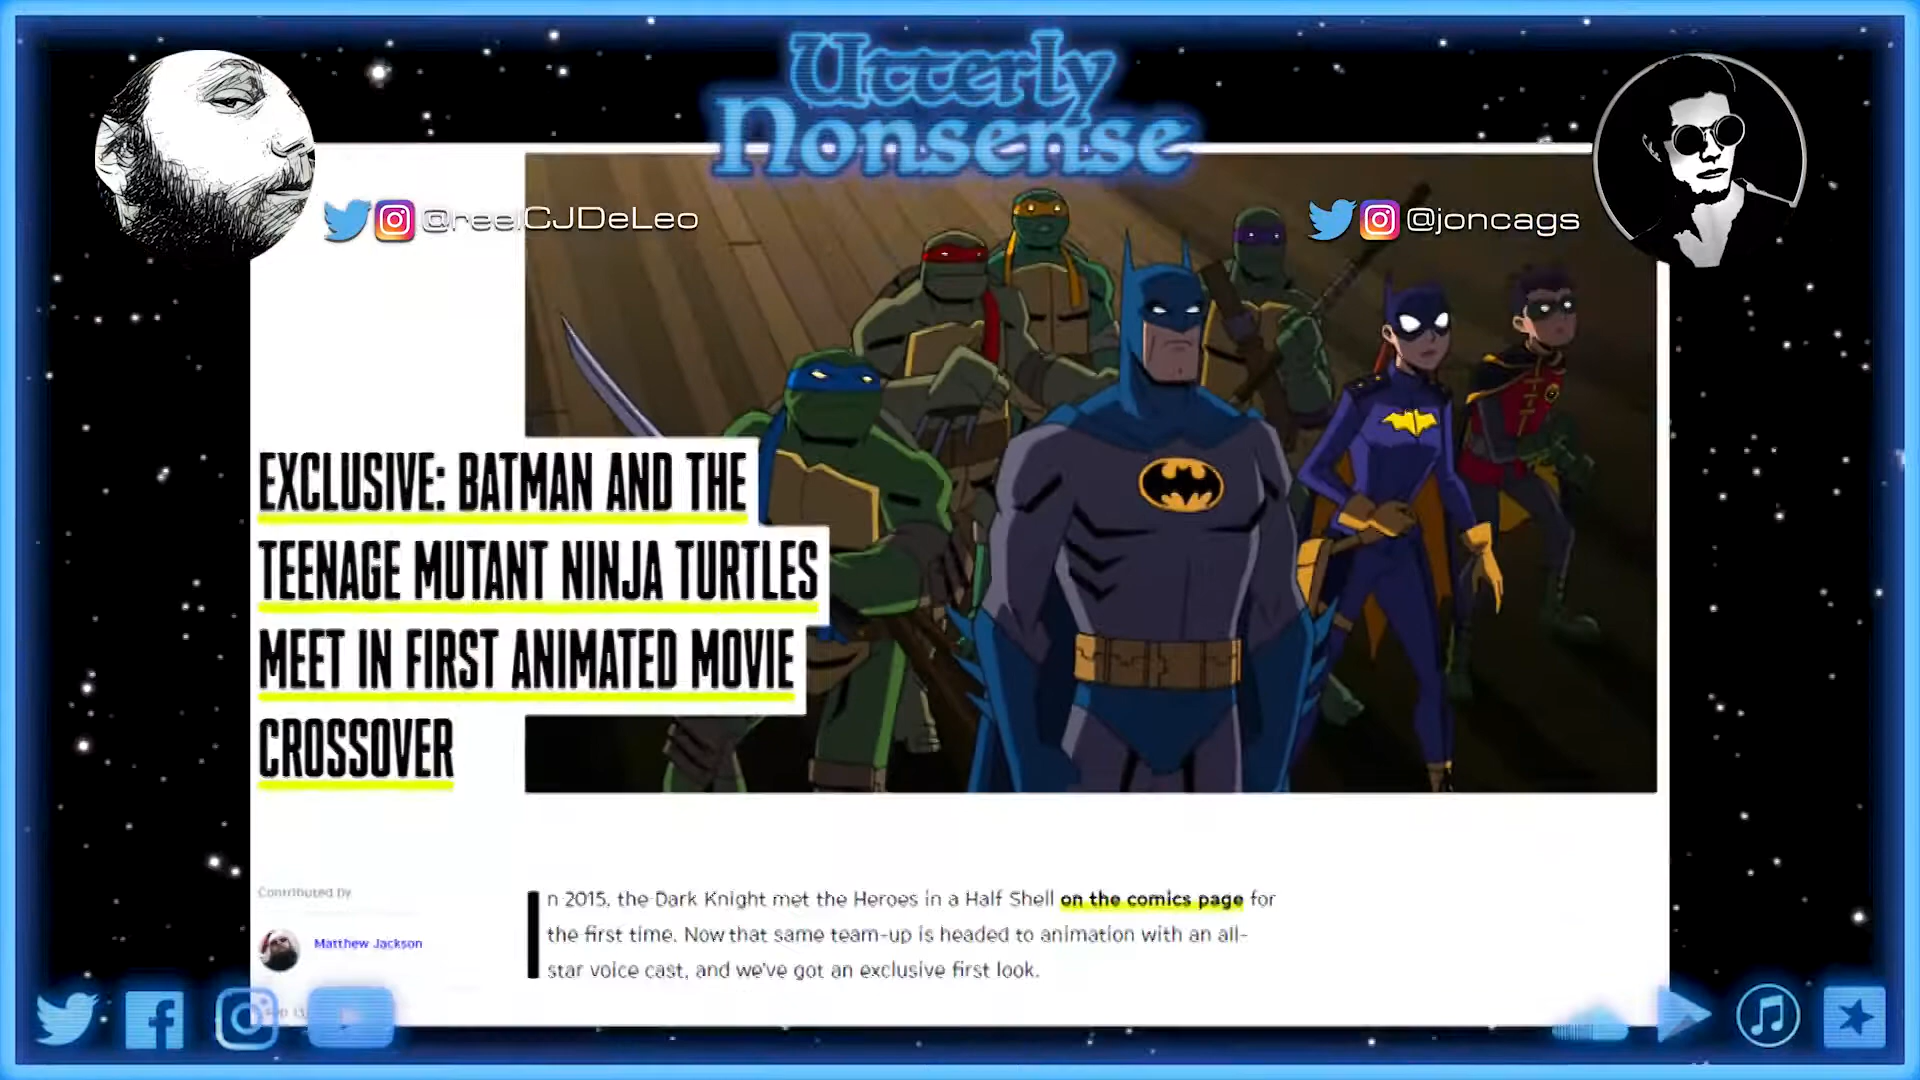 Utterly
Nonsense
@reelCJDeLeo
@joncags
EXCLUSIVE: BATMAN AND THE
TEENAGE MUTANT NINJA TURTLES
MEET IN FIRST ANIMATED MOVIE
CROSSOVER
Contributed by
Matthew Jackson
In 2015, the Dark Knight met the Heroes in a Half Shell on the comics page for
the first time. Now that same team-up is headed to animation with an all-
star voice cast, and we've got an exclusive first look.